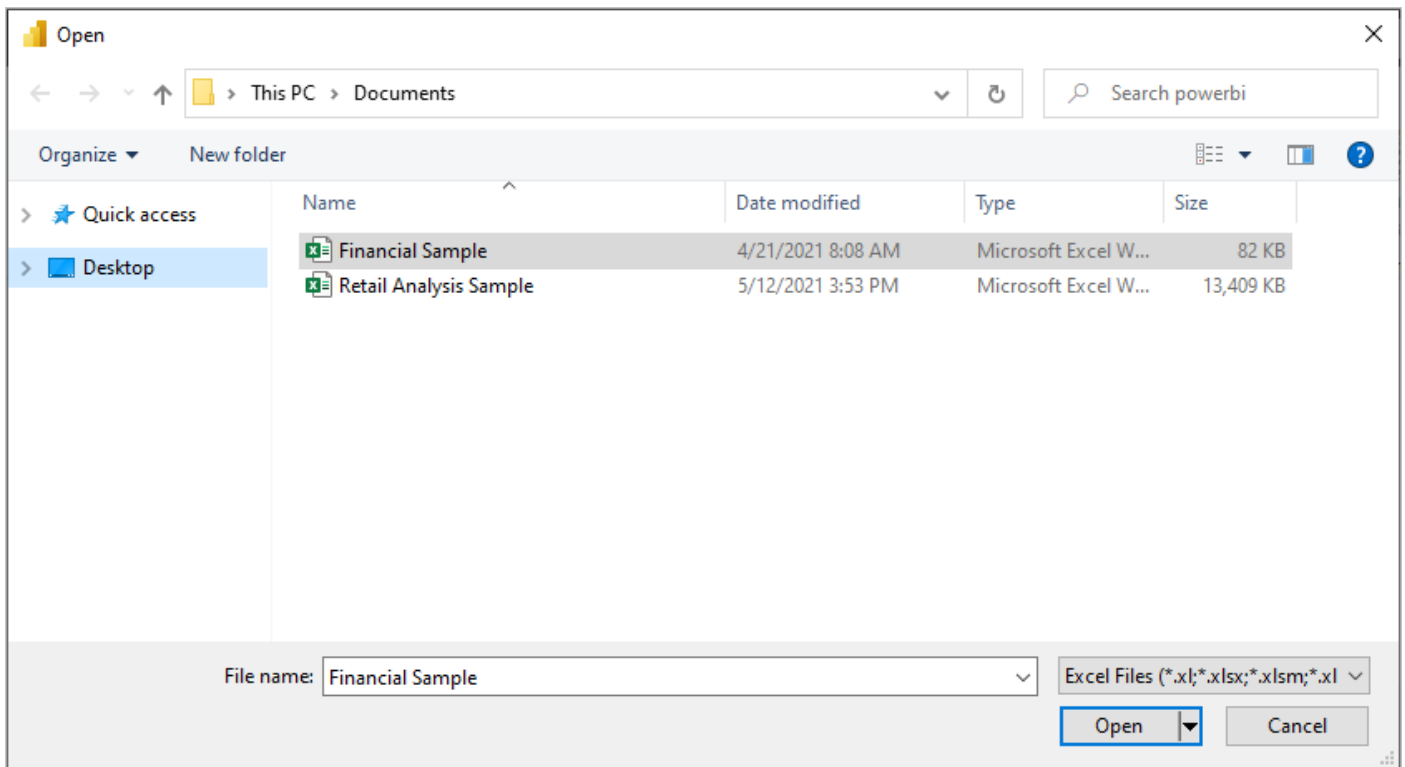 Open
This PC > Documents
Search powerbi
Organize
New folder
?
Quick access
Desktop
Name Date modified Type Size
Financial Sample 4/21/2021 8:08 AM Microsoft Excel W... 82 KB
Retail Analysis Sample 5/12/2021 3:53 PM Microsoft Excel W... 13,409 KB
File name: Financial Sample
Excel Files (*.xl;*.xlsx;*.xlsm;*.xl
Open Cancel